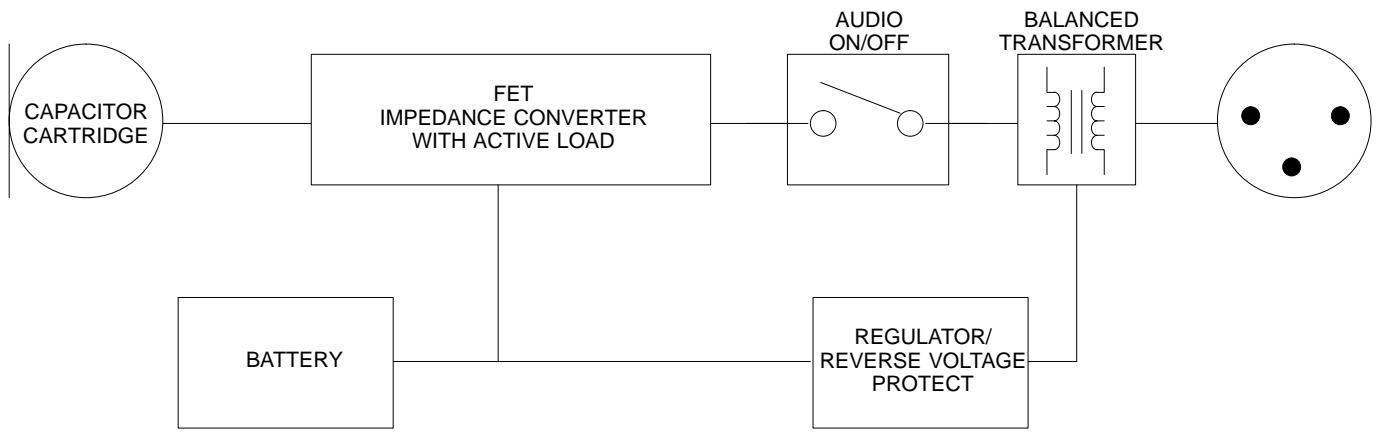 AUDIO
ON/OFF
BALANCED
TRANSFORMER
CAPACITOR
CARTRIDGE
FET
IMPEDANCE CONVERTER
WITH ACTIVE LOAD
BATTERY
REGULATOR/
REVERSE VOLTAGE
PROTECT